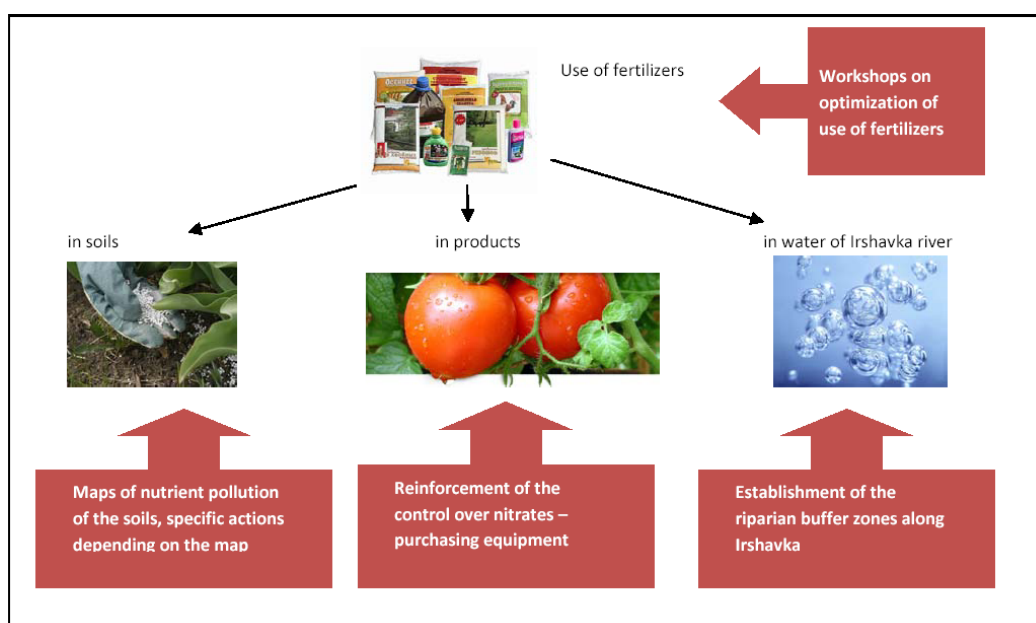 Use of fertilizers
Workshops on
optimization of
use of fertilizers
in soils
in products
in water of Irshavka river
Maps of nutrient pollution
of the soils, specific actions
depending on the map
Reinforcement of the
control over nitrates –
purchasing equipment
Establishment of the
riparian buffer zones along
Irshavka